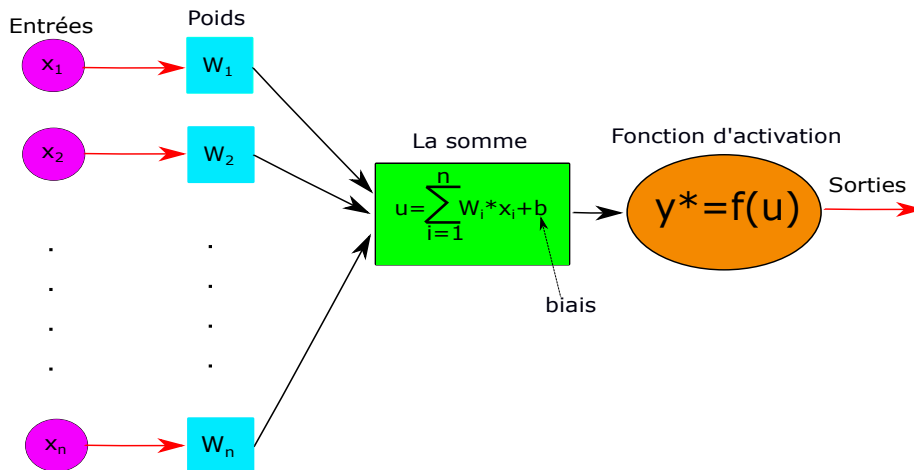 Entrées
Poids
x1
W1
x2
W2
xn
Wn
La somme
n
u=∑Wi*xi+b
i=1
biais
Fonction d'activation
y*=f(u)
Sorties